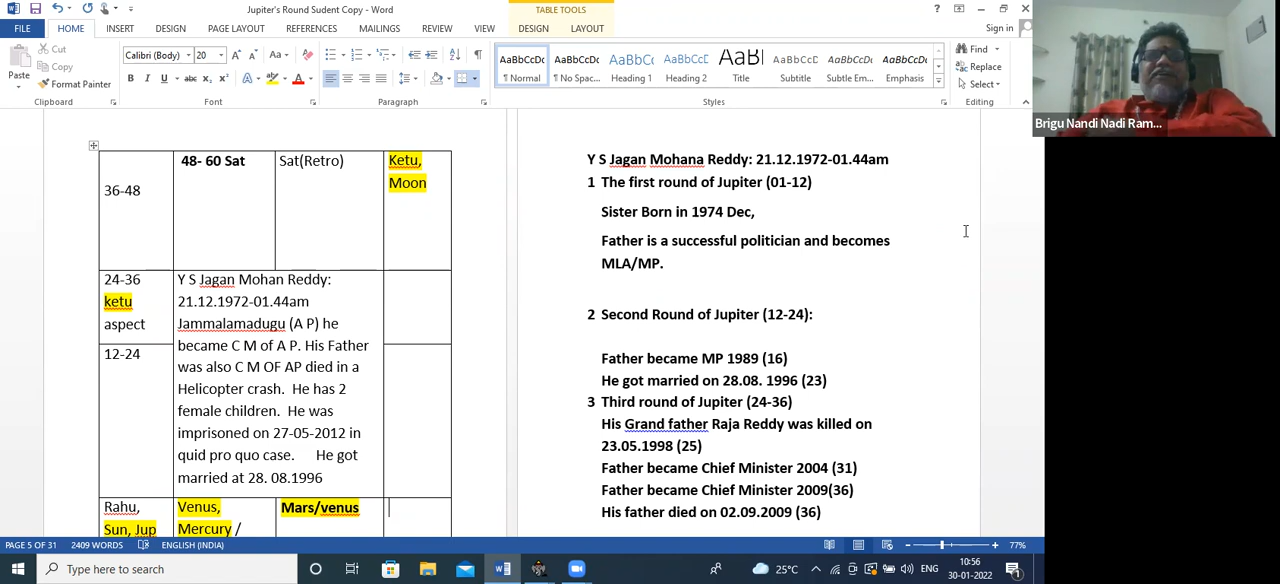 Jupiter's Round Sudent Copy - Word
TABLE TOOLS
Sign in
FILE HOME INSERT DESIGN PAGE LAYOUT REFERENCES MAILINGS REVIEW VIEW DESIGN LAYOUT
Paste
Cut
Copy
Format Painter
Calibri (Body) 20
AaBbCcDc AaBbCcDc AaBbCc AaBbCcC AaBl AaBbCcD AaBbCcDc AaBbCcDc
¶ Normal ¶ No Spac... Heading 1 Heading 2 Title Subtitle Subtle Em... Emphasis
Find
Replace
Select
Clipboard Font Paragraph Styles Editing
Brigu Nandi Nadi Ram...
36-48
48- 60 Sat
Sat(Retro)
Ketu,
Moon
24-36
ketu
aspect
12-24
Y S Jagan Mohan Reddy:
21.12.1972-01.44am
Jammalamadugu (A P) he
became C M of A P. His Father
was also C M OF AP died in a
Helicopter crash. He has 2
female children. He was
imprisoned on 27-05-2012 in
quid pro quo case. He got
married at 28. 08.1996
Rahu,
Sun, Jup
Venus,
Mercury /
Mars/venus
Y S Jagan Mohana Reddy: 21.12.1972-01.44am
1 The first round of Jupiter (01-12)
Sister Born in 1974 Dec,
Father is a successful politician and becomes
MLA/MP.
2 Second Round of Jupiter (12-24):
Father became MP 1989 (16)
He got married on 28.08. 1996 (23)
3 Third round of Jupiter (24-36)
His Grand father Raja Reddy was killed on
23.05.1998 (25)
Father became Chief Minister 2004 (31)
Father became Chief Minister 2009(36)
His father died on 02.09.2009 (36)
PAGE 5 OF 31 2409 WORDS ENGLISH (INDIA) 77%
Type here to search
25°C
ENG
10:56
30-01-2022